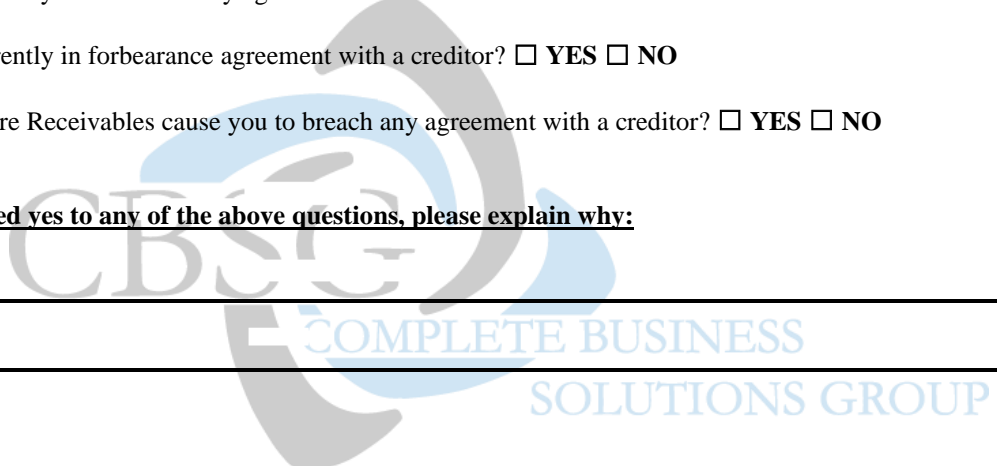 rently in forbearance agreement with a creditor? ☐ YES ☐ NO
re Receivables cause you to breach any agreement with a creditor? ☐ YES ☐ NO
ed yes to any of the above questions, please explain why:
CBSG
COMPLETE BUSINESS
SOLUTIONS GROUP